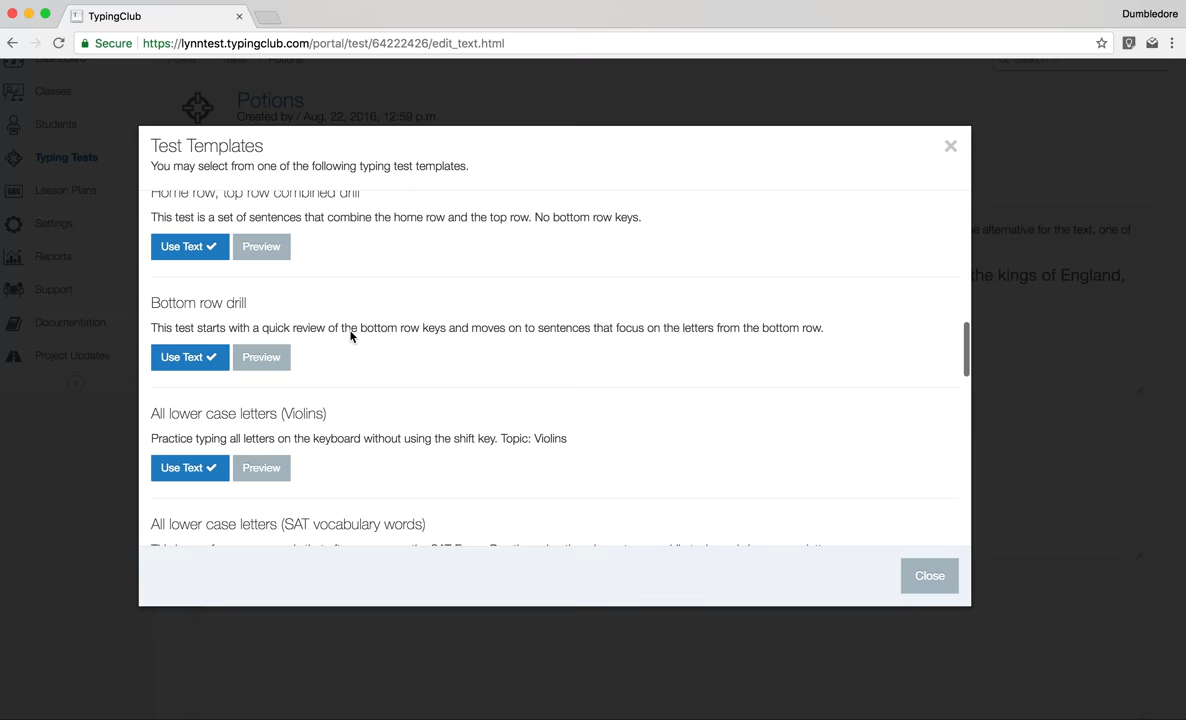 TypingClub
Dumbledore
Secure https://lynntest.typingclub.com/portal/test/64222426/edit_text.html
Dashboard
Classes
Students
Typing Tests
Lesson Plans
Settings
Reports
Support
Documentation
Project Updates
Potions
Created by / Aug. 22, 2016, 12:59 p.m.
e alternative for the text, one of
the kings of England,
Test Templates
You may select from one of the following typing test templates.
Home row, top row combined drill
This test is a set of sentences that combine the home row and the top row. No bottom row keys.
Use Text Preview
Bottom row drill
This test starts with a quick review of the bottom row keys and moves on to sentences that focus on the letters from the bottom row.
Use Text Preview
All lower case letters (Violins)
Practice typing all letters on the keyboard without using the shift key. Topic: Violins
Use Text Preview
All lower case letters (SAT vocabulary words)
Close